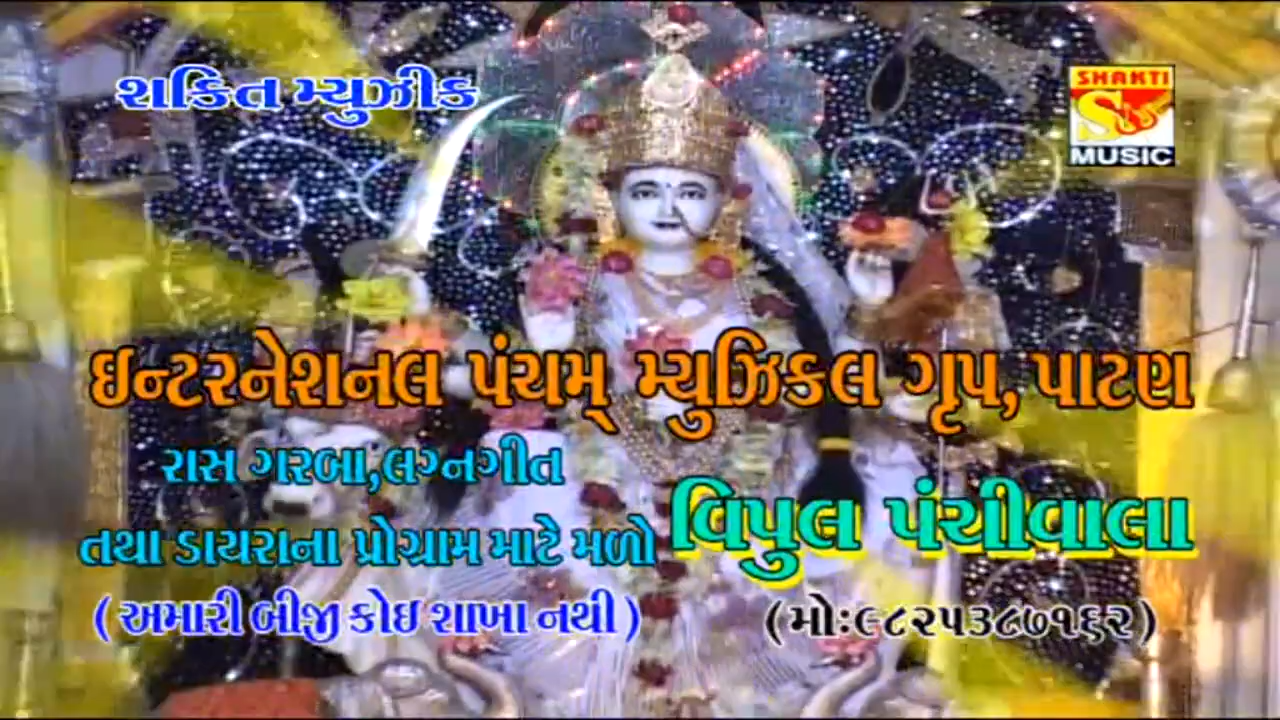 શકિત મ્યુઝીક
SHAKTI
MUSIC
ઇન્ટરનેશનલ પંચમ્ મ્યુઝિકલ ગૃપ, પાટણ
રાસ ગરબા,લગ્નગીત
તથા ડાયરાના પ્રોગ્રામ માટે મળો
વિપુલ પંચીવાલા
( અમારી બીજી કોઇ શાખા નથી )
(મોઃ૯૮૨૫૩૮૭૧૬૨)